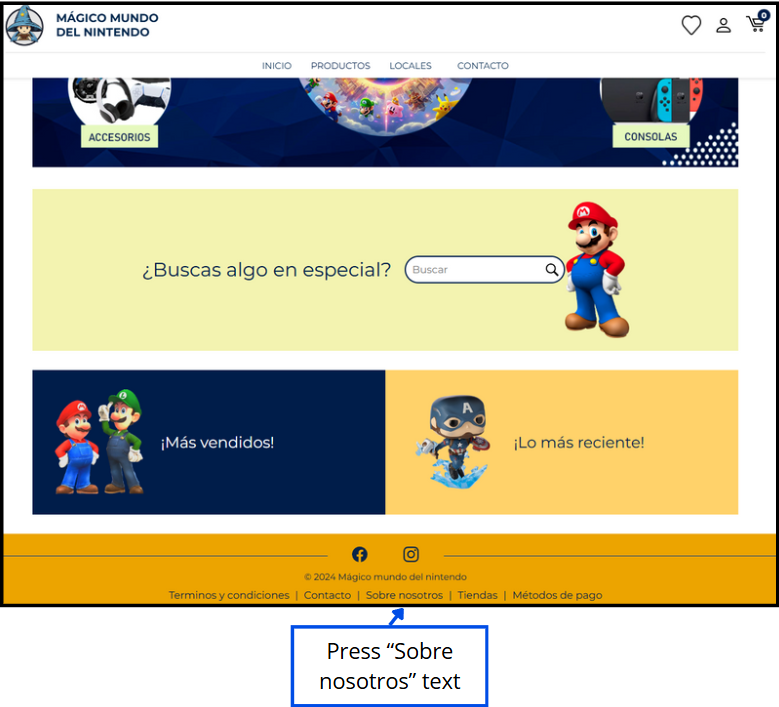 MÁGICO MUNDO
DEL NINTENDO
0
INICIO PRODUCTOS LOCALES CONTACTO
ACCESORIOS
CONSOLAS
¿Buscas algo en especial?
Buscar
¡Más vendidos!
¡Lo más reciente!
© 2024 Mágico mundo del nintendo
Terminos y condiciones | Contacto | Sobre nosotros | Tiendas | Métodos de pago
Press “Sobre
nosotros” text